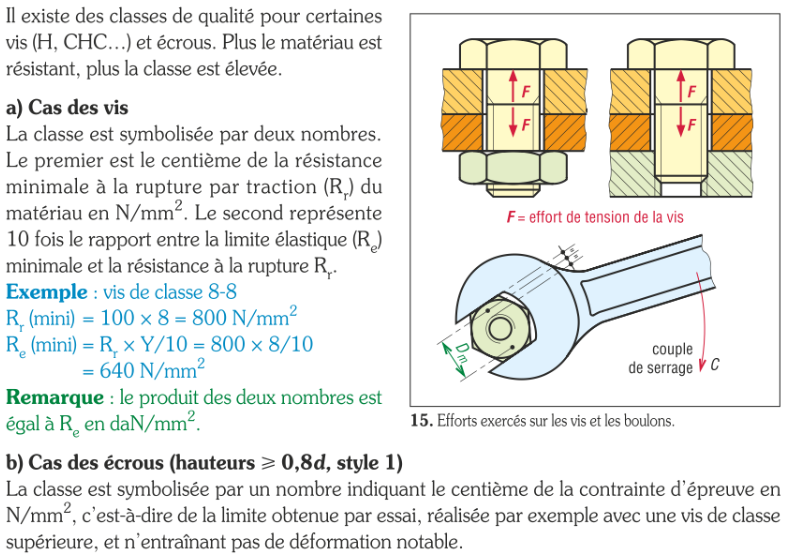 Il existe des classes de qualité pour certaines
vis (H, CHC…) et écrous. Plus le matériau est
résistant, plus la classe est élevée.
a) Cas des vis
La classe est symbolisée par deux nombres.
Le premier est le centième de la résistance
minimale à la rupture par traction (Rr) du
matériau en N/mm². Le second représente
10 fois le rapport entre la limite élastique (Re)
minimale et la résistance à la rupture Rr.
Exemple : vis de classe 8-8
Rr (mini) = 100 × 8 = 800 N/mm²
Re (mini) = Rr × Y/10 = 800 × 8/10
= 640 N/mm²
Remarque : le produit des deux nombres est
égal à Re en daN/mm².
F
F
F
F
F = effort de tension de la vis
Dm
couple
de serrage
C
15. Efforts exercés sur les vis et les boulons.
b) Cas des écrous (hauteurs ⩾ 0,8d, style 1)
La classe est symbolisée par un nombre indiquant le centième de la contrainte d'épreuve en
N/mm², c'est-à-dire de la limite obtenue par essai, réalisée par exemple avec une vis de classe
supérieure, et n'entraînant pas de déformation notable.